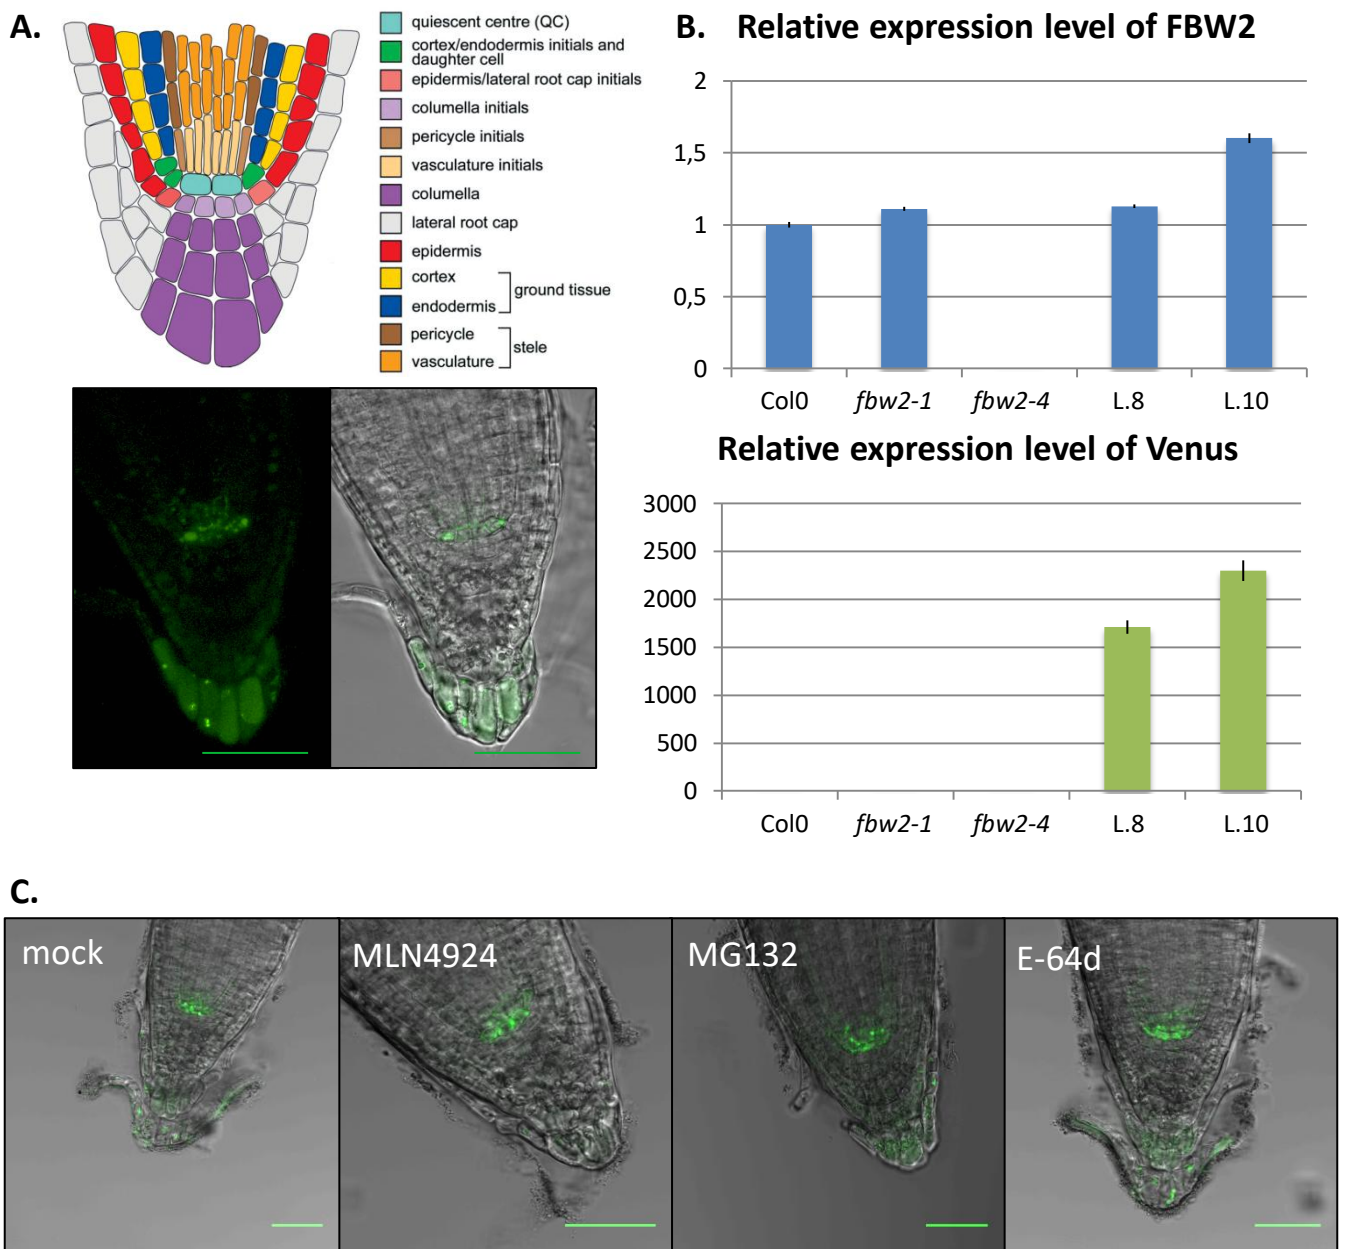 A.
quiescent centre (QC)
cortex/endodermis initials and
daughter cell
epidermis/lateral root cap initials
columella initials
pericycle initials
vasculature initials
columella
lateral root cap
epidermis
cortex
ground tissue
endodermis
pericycle
stele
vasculature
B. Relative expression level of FBW2
2
1,5
1
0,5
0
Col0 fbw2-1 fbw2-4 L.8 L.10
Relative expression level of Venus
3000
2500
2000
1500
1000
500
0
Col0 fbw2-1 fbw2-4 L.8 L.10
C.
mock MLN4924 MG132 E-64d